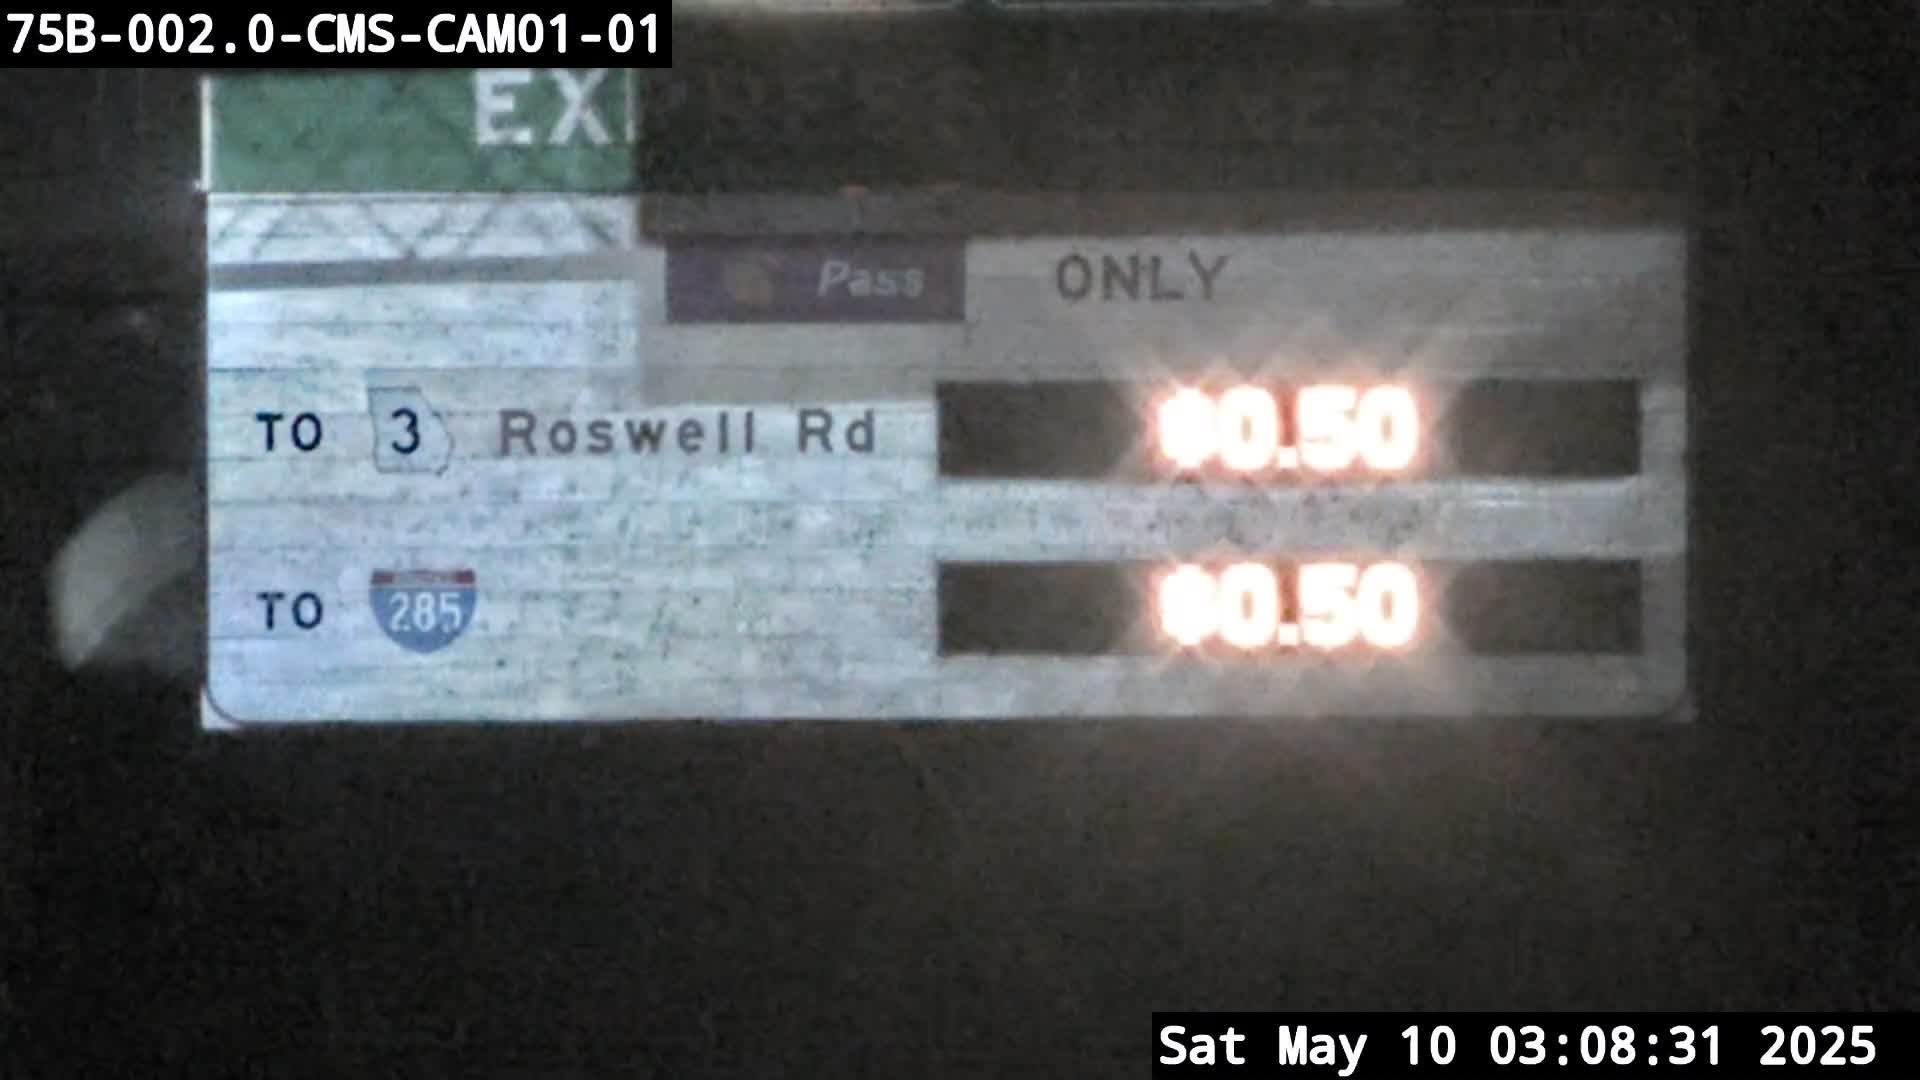 75B-002.0-CMS-CAM01-01
EX
Pass ONLY
TO 3 Roswell Rd $0.50
TO 285 $0.50
Sat May 10 03:08:31 2025